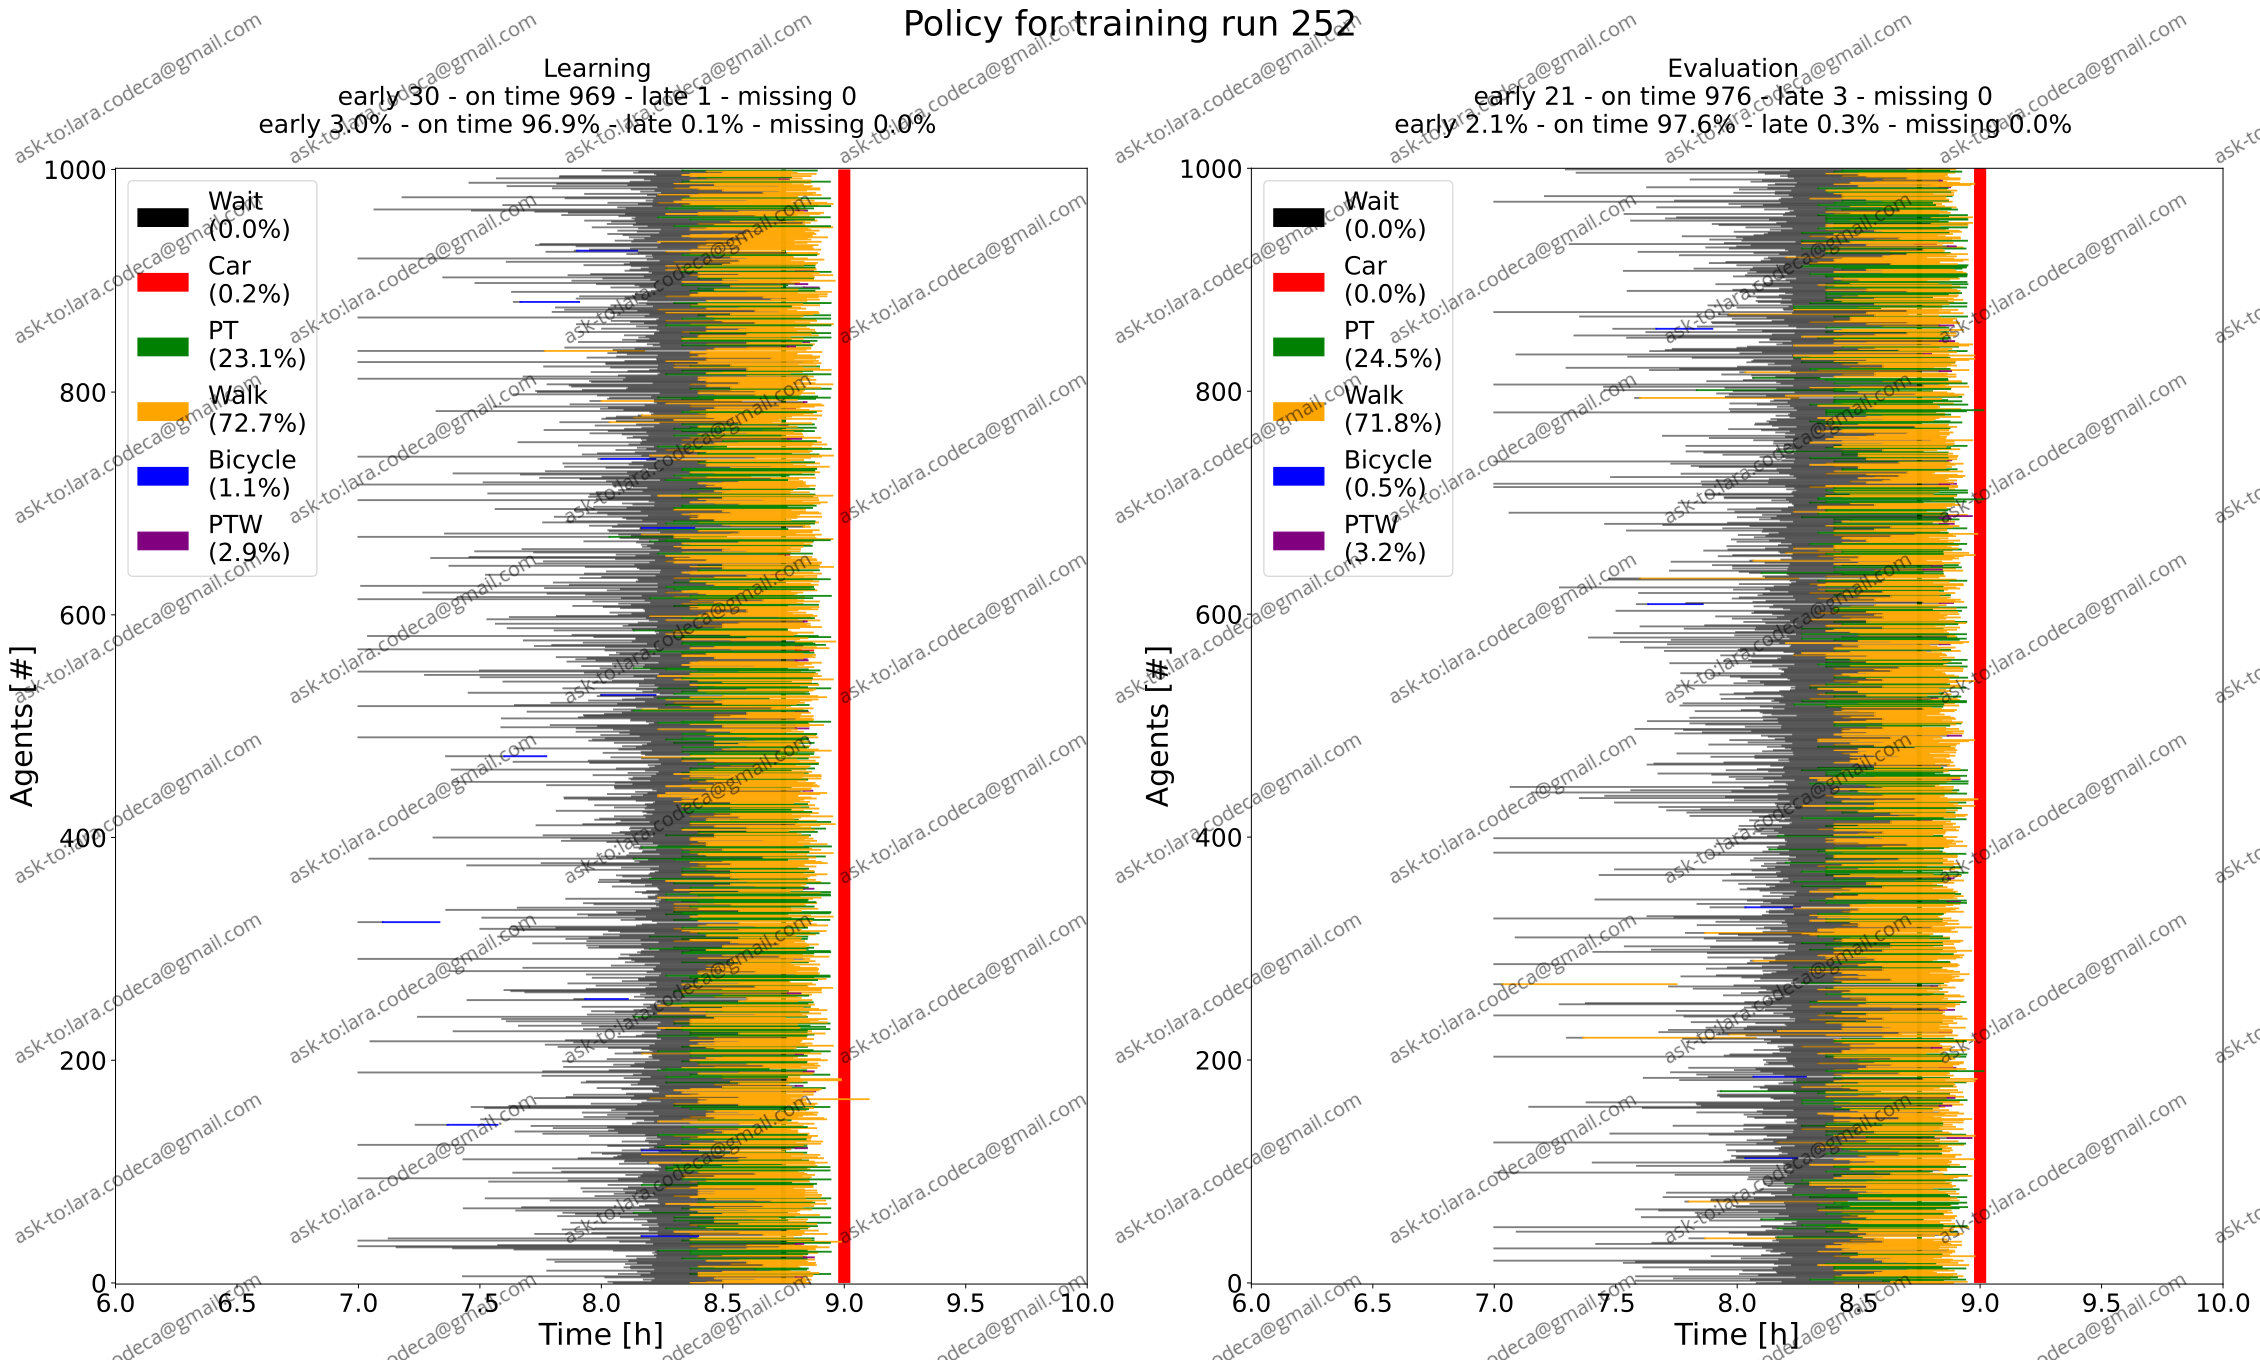 Policy for training run 252
Learning
early 30 - on time 969 - late 1 - missing 0
early 3.0% - on time 96.9% - late 0.1% - missing 0.0%
Agents [#]
1000
800
600
400
200
0
Wait
(0.0%)
Car
(0.2%)
PT
(23.1%)
Walk
(72.7%)
Bicycle
(1.1%)
PTW
(2.9%)
6.0 6.5 7.0 7.5 8.0 8.5 9.0 9.5 10.0
Time [h]
Evaluation
early 21 - on time 976 - late 3 - missing 0
early 2.1% - on time 97.6% - late 0.3% - missing 0.0%
Agents [#]
1000
800
600
400
200
0
Wait
(0.0%)
Car
(0.0%)
PT
(24.5%)
Walk
(71.8%)
Bicycle
(0.5%)
PTW
(3.2%)
6.0 6.5 7.0 7.5 8.0 8.5 9.0 9.5 10.0
Time [h]
ask-to:lara.codeca@gmail.com